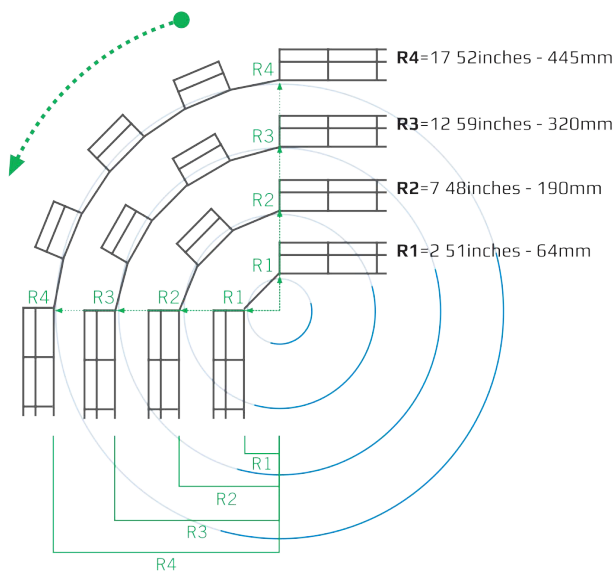 R4
R4=17 52inches - 445mm
R3
R3=12 59inches - 320mm
R2
R2=7 48inches - 190mm
R1
R1=2 51inches - 64mm
R4
R3
R2
R1
R1
R2
R3
R4